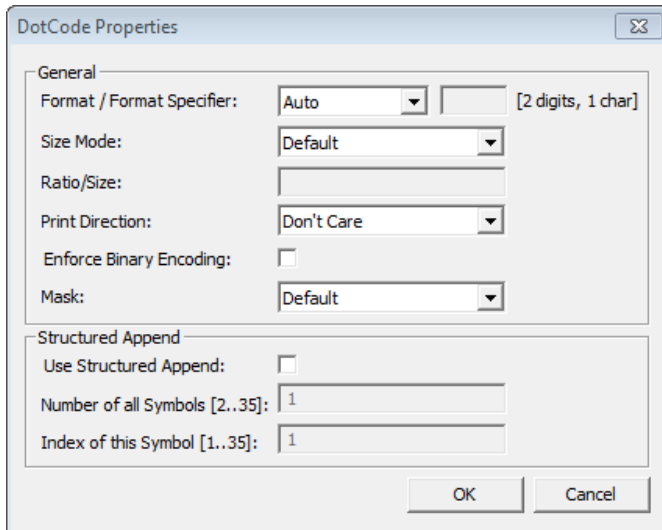 DotCode Properties
General
Format / Format Specifier: Auto [2 digits, 1 char]
Size Mode: Default
Ratio/Size:
Print Direction: Don't Care
Enforce Binary Encoding:
Mask: Default
Structured Append
Use Structured Append:
Number of all Symbols [2..35]: 1
Index of this Symbol [1..35]: 1
OK Cancel